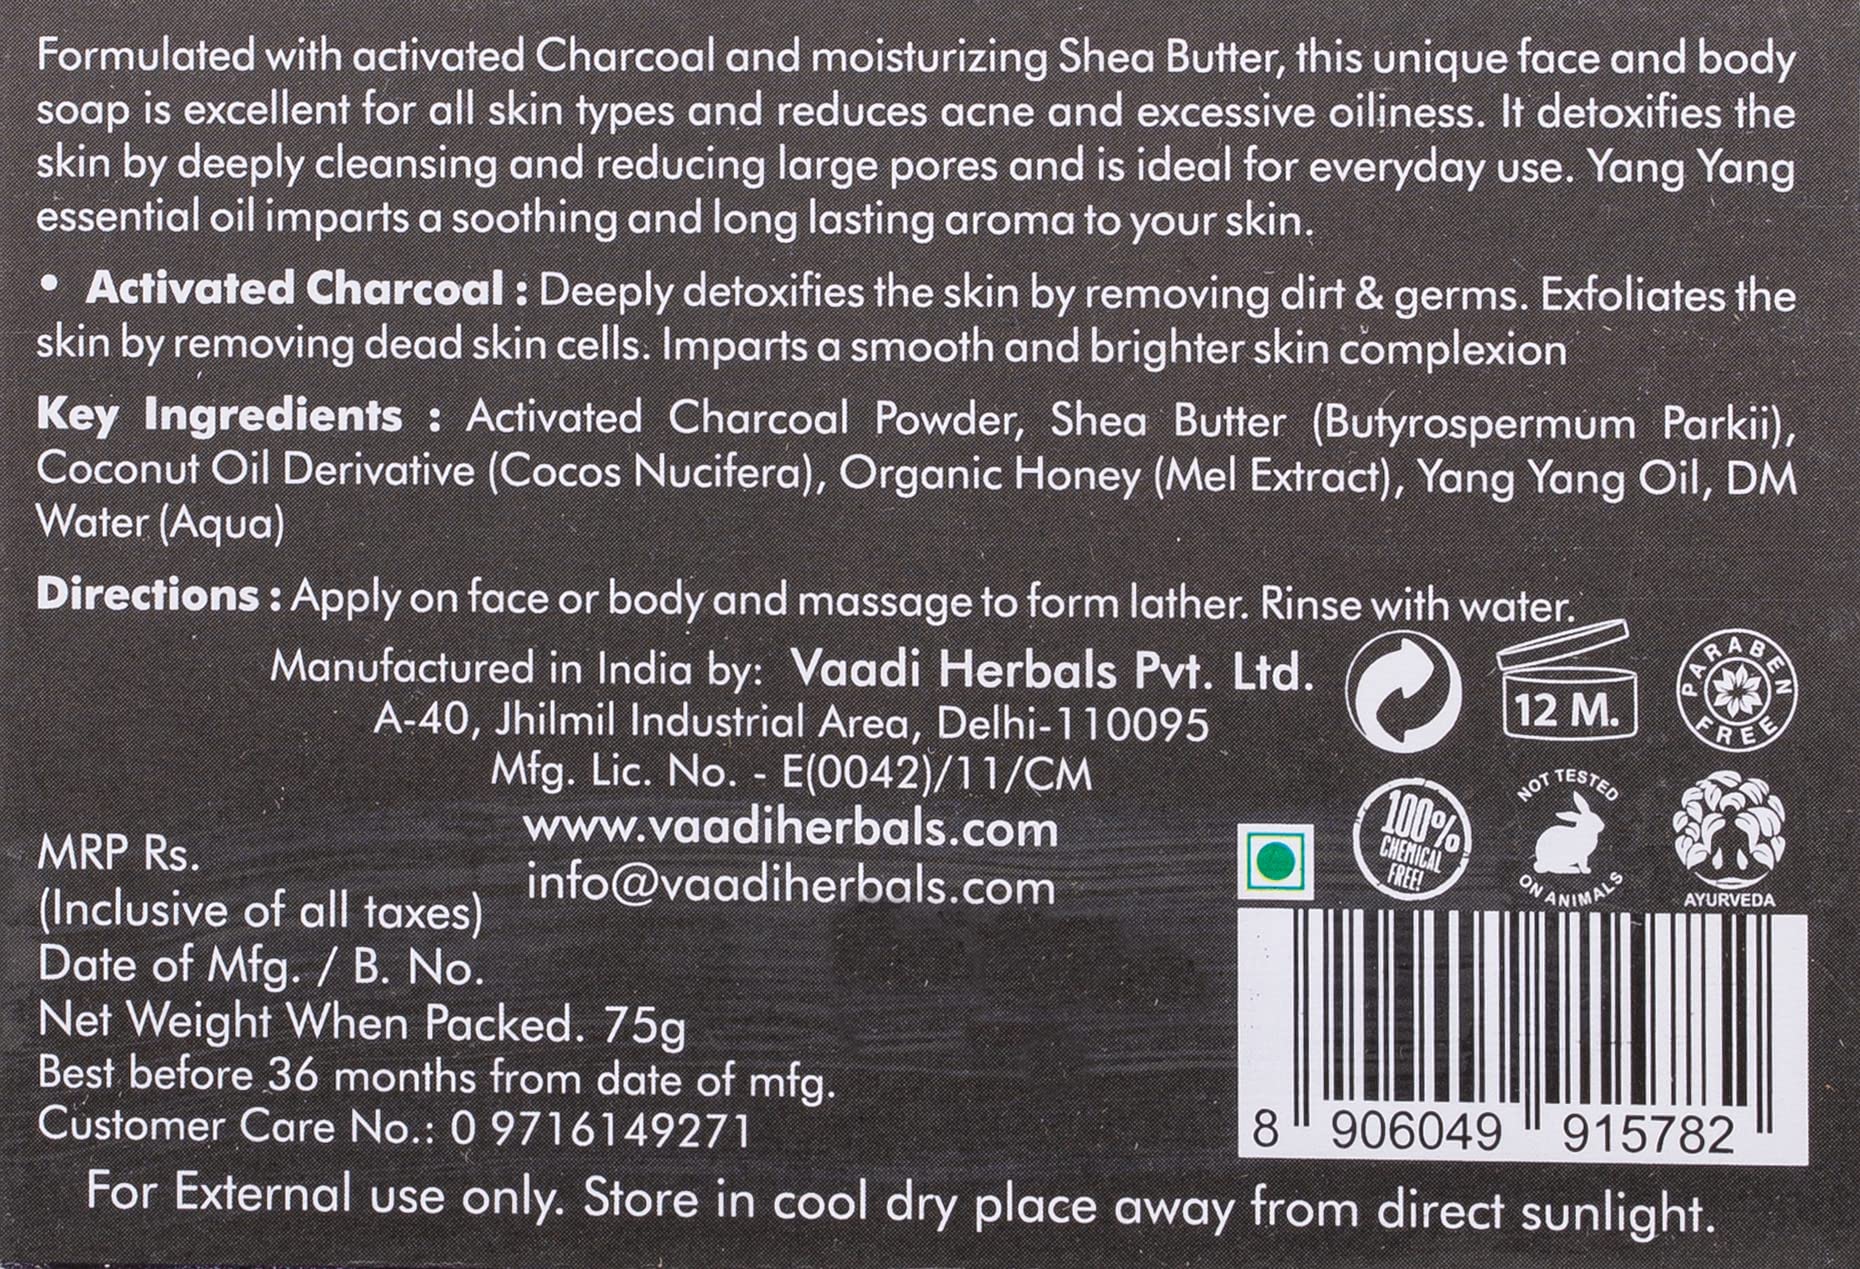 Formulated with activated Charcoal and moisturizing Shea Butter, this unique face and body
soap is excellent for all skin types and reduces acne and excessive oiliness. It detoxifies the
skin by deeply cleansing and reducing large pores and is ideal for everyday use. Yang Yang
essential oil imparts a soothing and long lasting aroma to your skin.
• Activated Charcoal : Deeply detoxifies the skin by removing dirt & germs. Exfoliates the
skin by removing dead skin cells. Imparts a smooth and brighter skin complexion
Key Ingredients : Activated Charcoal Powder, Shea Butter (Butyrospermum Parkii),
Coconut Oil Derivative (Cocos Nucifera), Organic Honey (Mel Extract), Yang Yang Oil, DM
Water (Aqua)
Directions : Apply on face or body and massage to form lather. Rinse with water.
Manufactured in India by: Vaadi Herbals Pvt. Ltd.
A-40, Jhilmil Industrial Area, Delhi-110095
Mfg. Lic. No. - E(0042)/11/CM
www.vaadiherbals.com
info@vaadiherbals.com
12 M.
PARABEN
FREE
100%
CHEMICAL
FREE!
NOT TESTED
ON ANIMALS
AYURVEDA
MRP Rs.
(Inclusive of all taxes)
Date of Mfg. / B. No.
Net Weight When Packed. 75g
Best before 36 months from date of mfg.
Customer Care No.: 0 9716149271
8 906049 915782
For External use only. Store in cool dry place away from direct sunlight.